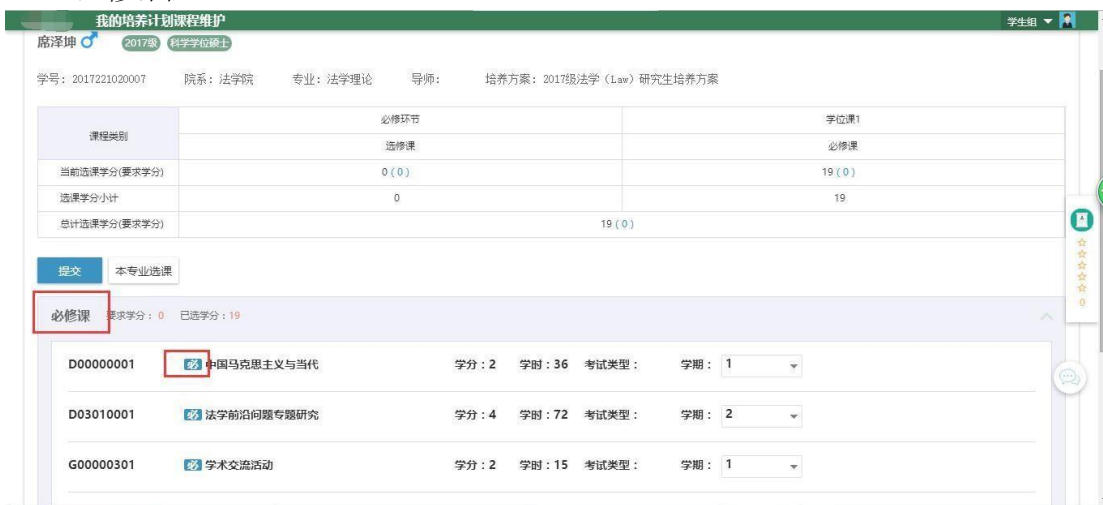 我的培养计划课程维护 学生组
席泽坤 2017级 科学学位硕士
学号：2017221020007 院系：法学院 专业：法学理论 导师： 培养方案：2017级法学（Law）研究生培养方案
课程类别 必修环节 学位课1
选修课 必修课
当前选课学分(要求学分) 0 ( 0 ) 19 ( 0 )
选课学分小计 0 19
总计选课学分(要求学分) 19 ( 0 )
提交 本专业选课
0
必修课 要求学分：0 已选学分：19
D00000001 必 中国马克思主义与当代 学分：2 学时：36 考试类型： 学期： 1
D03010001 必 法学前沿问题专题研究 学分：4 学时：72 考试类型： 学期： 2
G00000301 必 学术交流活动 学分：2 学时：15 考试类型： 学期： 1